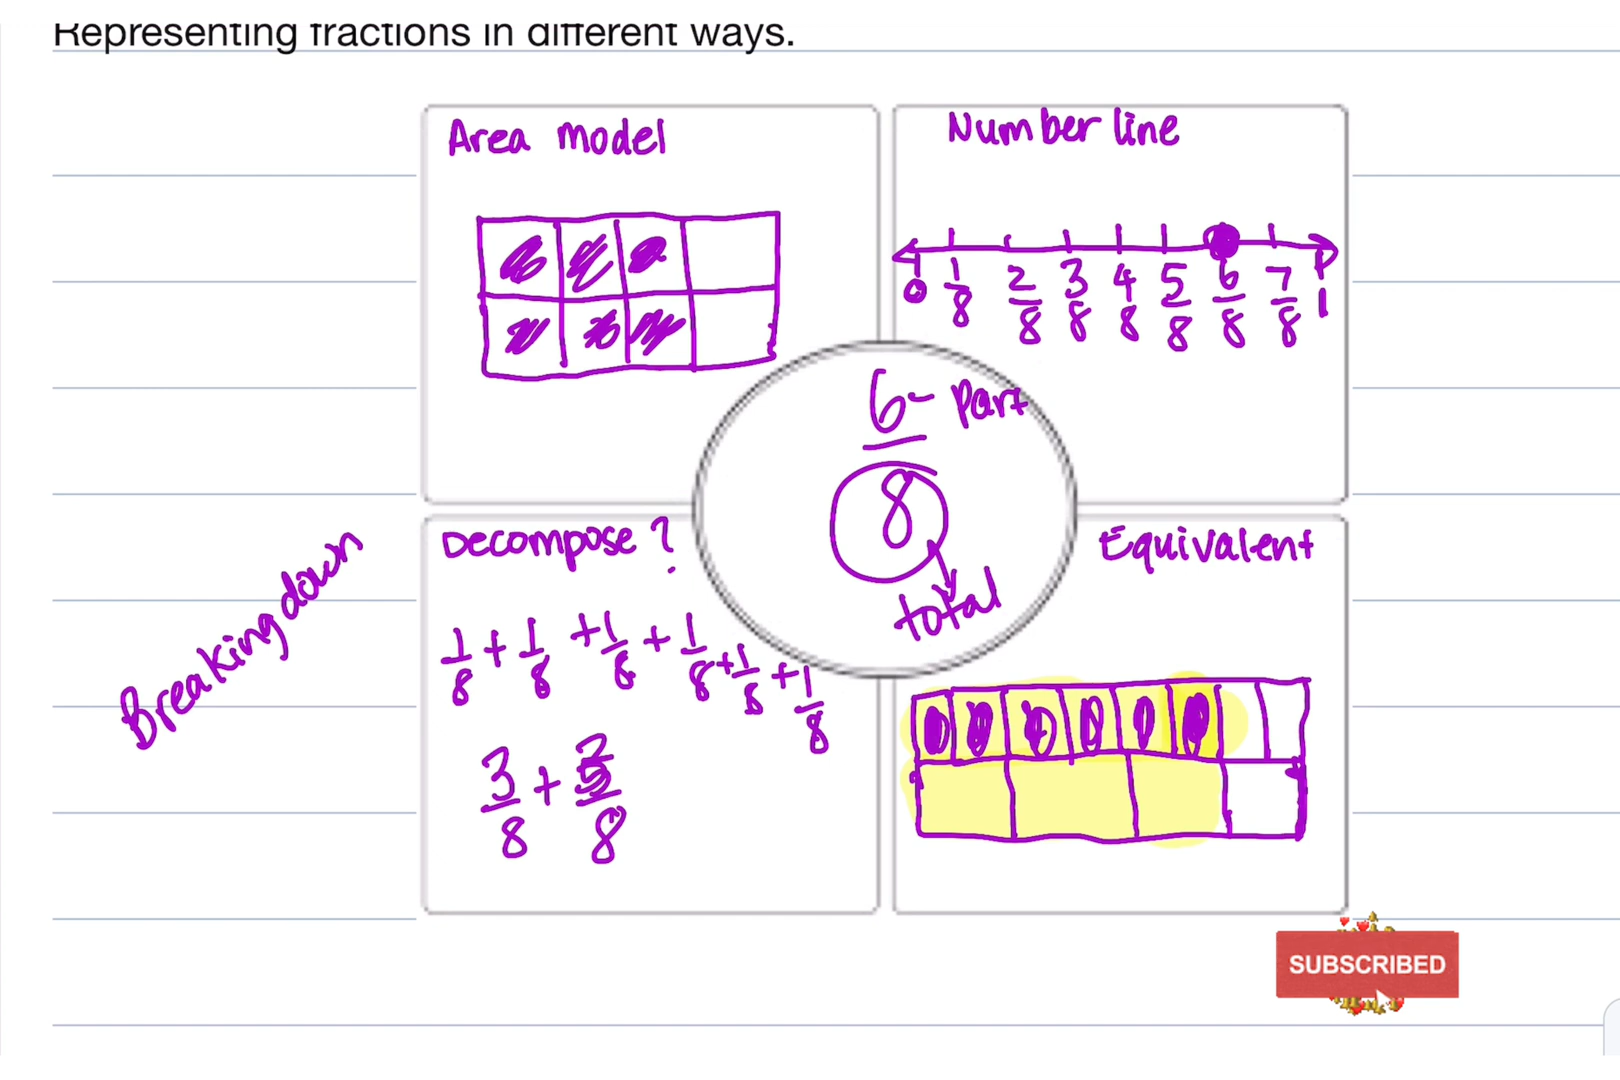 Representing fractions in different ways.
Area model
Number line
0 1/8 2/8 3/8 4/8 5/8 6/8 7/8 1
6 - Part
8
total
Decompose?
Breaking down
1/8 + 1/8 + 1/8 + 1/8 + 1/8 + 1/8
3/8 + 3/8
Equivalent
SUBSCRIBED